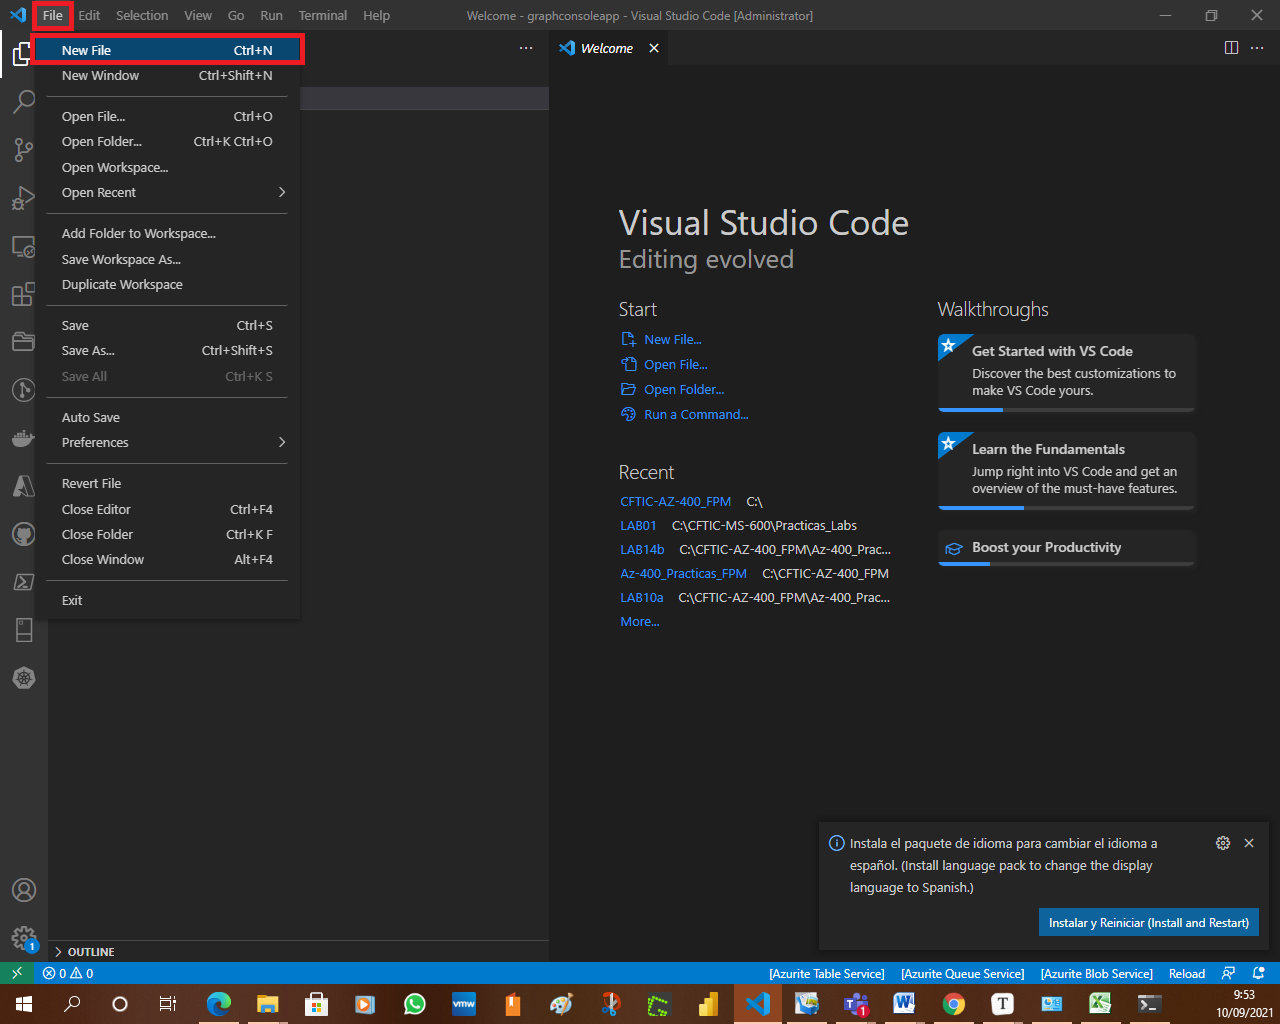 File Edit Selection View Go Run Terminal Help
Welcome - graphconsoleapp - Visual Studio Code [Administrator]
New File Ctrl+N
New Window Ctrl+Shift+N
Open File... Ctrl+O
Open Folder... Ctrl+K Ctrl+O
Open Workspace...
Open Recent
Add Folder to Workspace...
Save Workspace As...
Duplicate Workspace
Save Ctrl+S
Save As... Ctrl+Shift+S
Save All Ctrl+K S
Auto Save
Preferences
Revert File
Close Editor Ctrl+F4
Close Folder Ctrl+K F
Close Window Alt+F4
Exit
1
OUTLINE
Welcome
Visual Studio Code
Editing evolved
Start
New File...
Open File...
Open Folder...
Run a Command...
Recent
CFTIC-AZ-400_FPM C:\
LAB01 C:\CFTIC-MS-600\Practicas_Labs
LAB14b C:\CFTIC-AZ-400_FPM\Az-400_Prac...
Az-400_Practicas_FPM C:\CFTIC-AZ-400_FPM
LAB10a C:\CFTIC-AZ-400_FPM\Az-400_Prac...
More...
Walkthroughs
Get Started with VS Code
Discover the best customizations to
make VS Code yours.
Learn the Fundamentals
Jump right into VS Code and get an
overview of the must-have features.
Boost your Productivity
Instala el paquete de idioma para cambiar el idioma a
español. (Install language pack to change the display
language to Spanish.)
Instalar y Reiniciar (Install and Restart)
0 0
[Azurite Table Service] [Azurite Queue Service] [Azurite Blob Service] Reload
vmw
1
W
T
9:53
10/09/2021